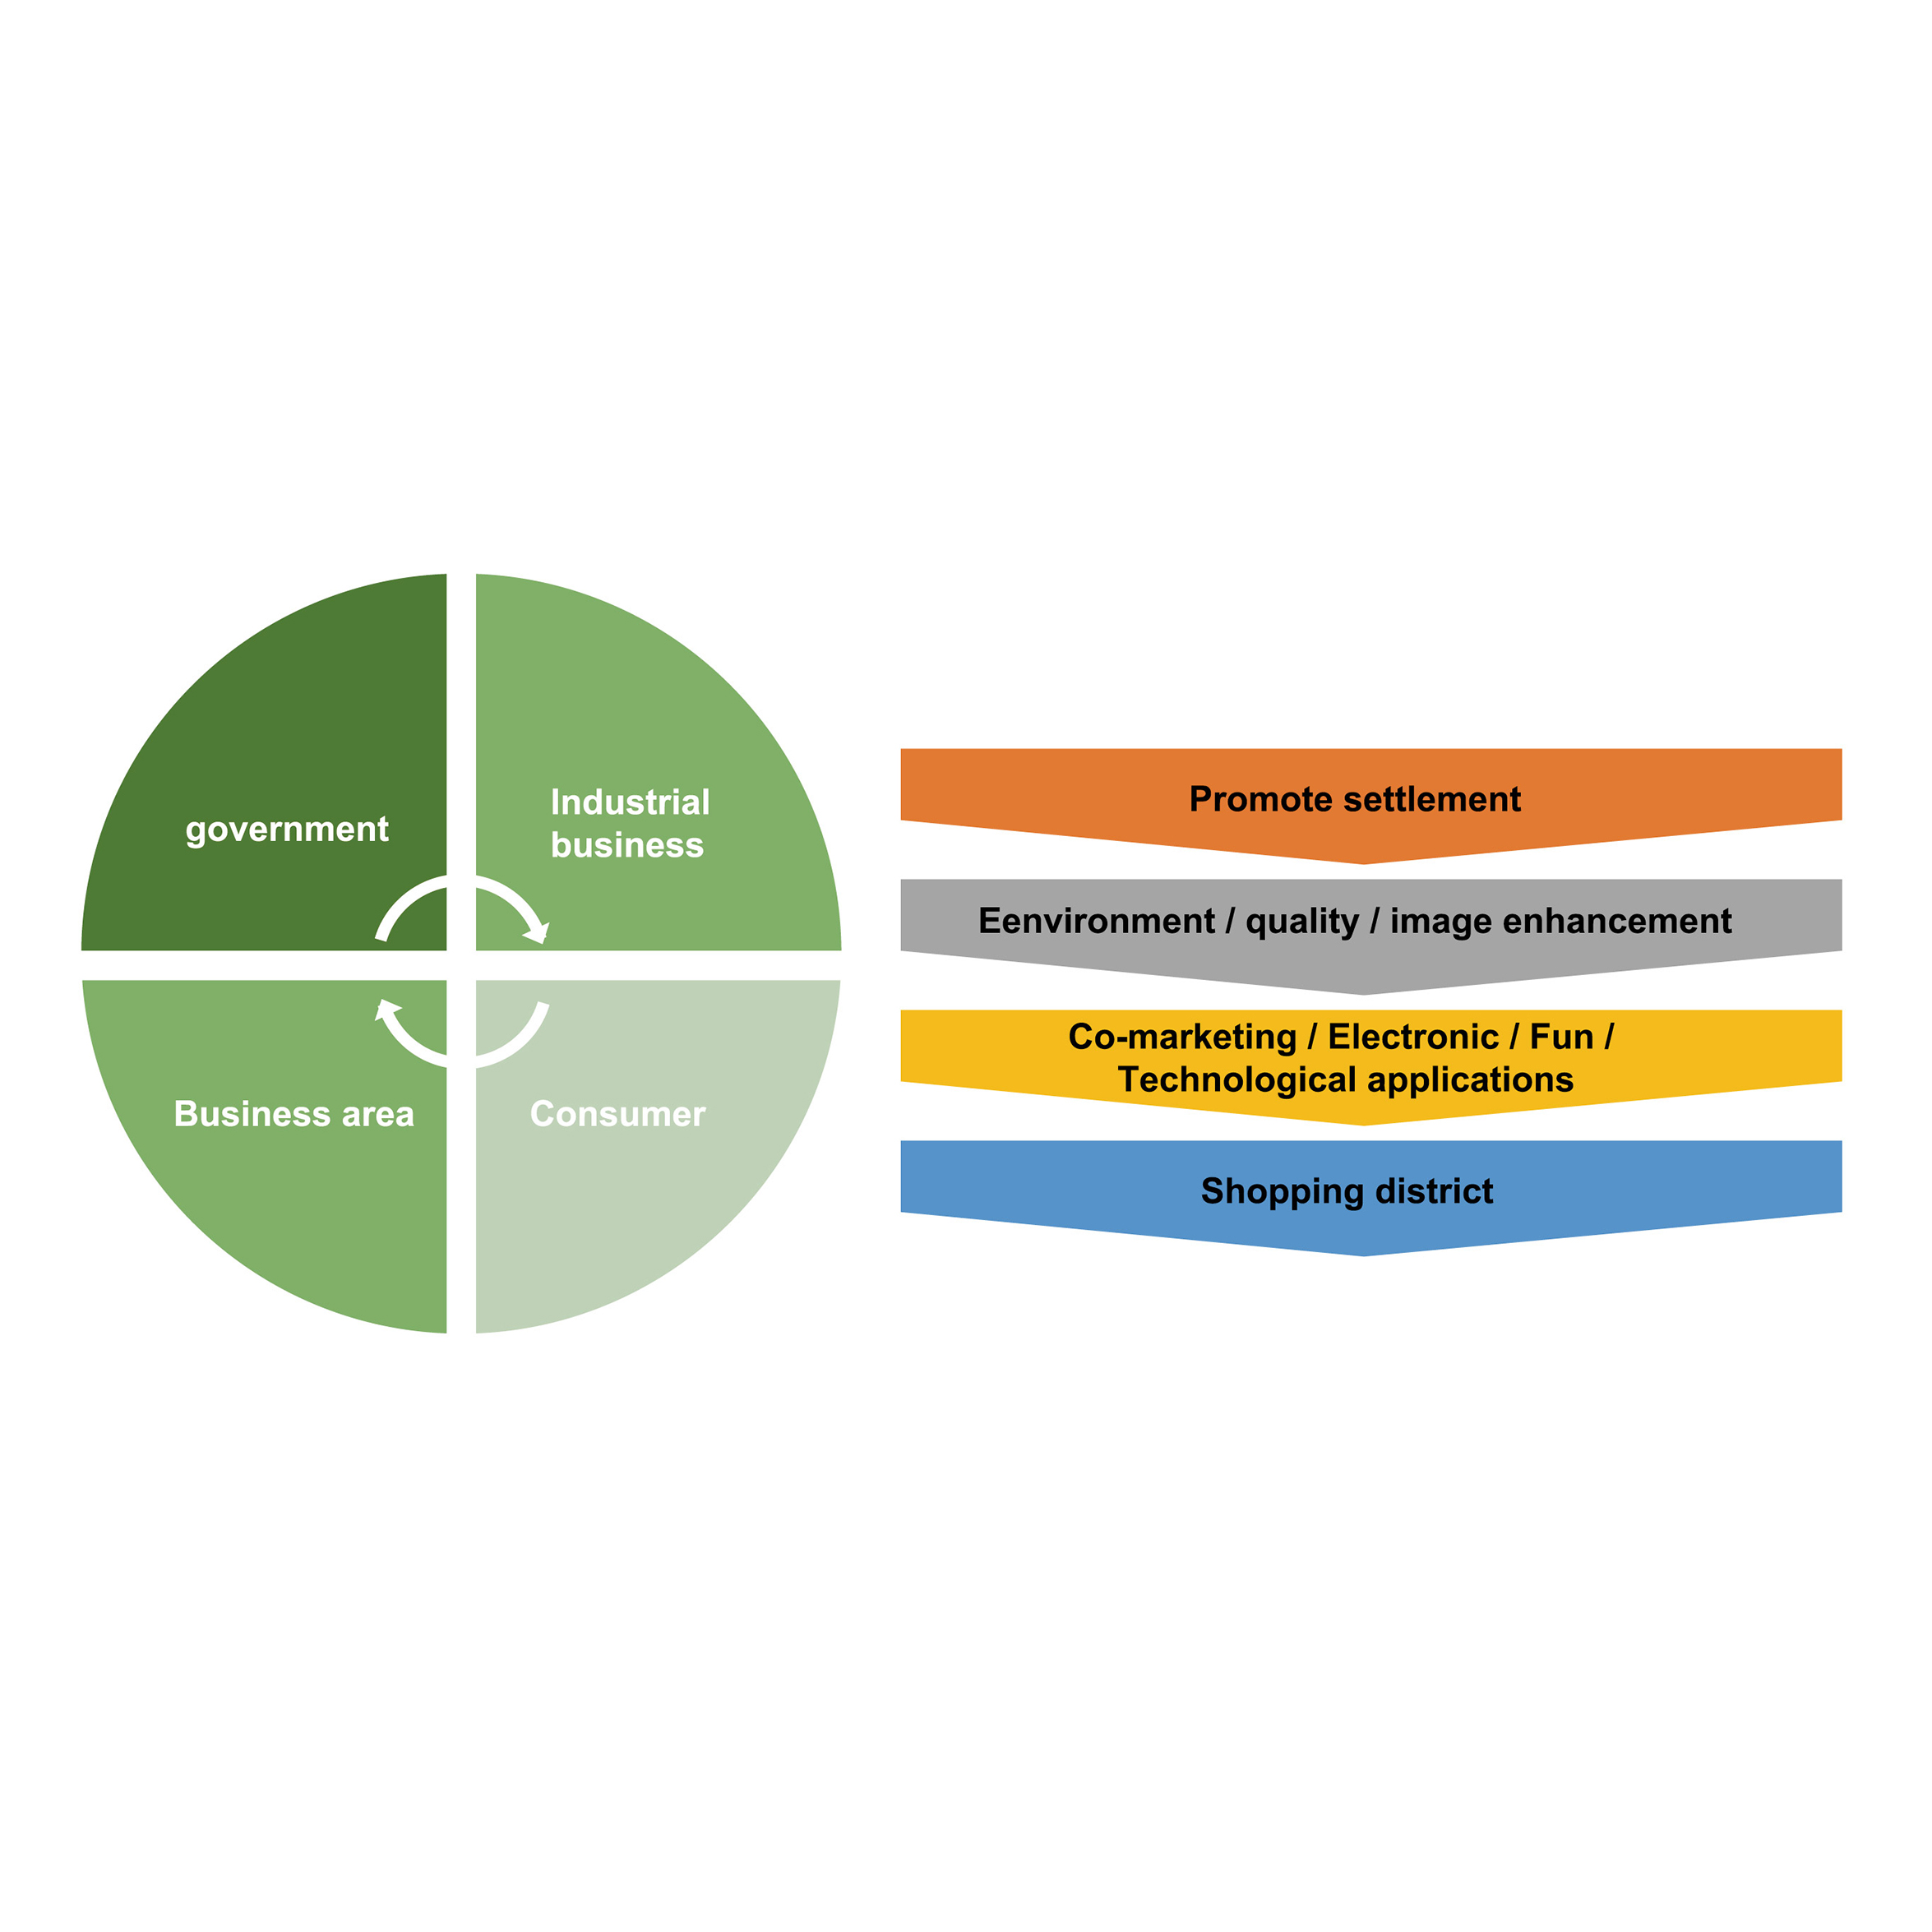 government
Industrial
business
Business area
Consumer
Promote settlement
Eenvironment / quality / image enhancement
Co-marketing / Electronic / Fun /
Technological applications
Shopping district